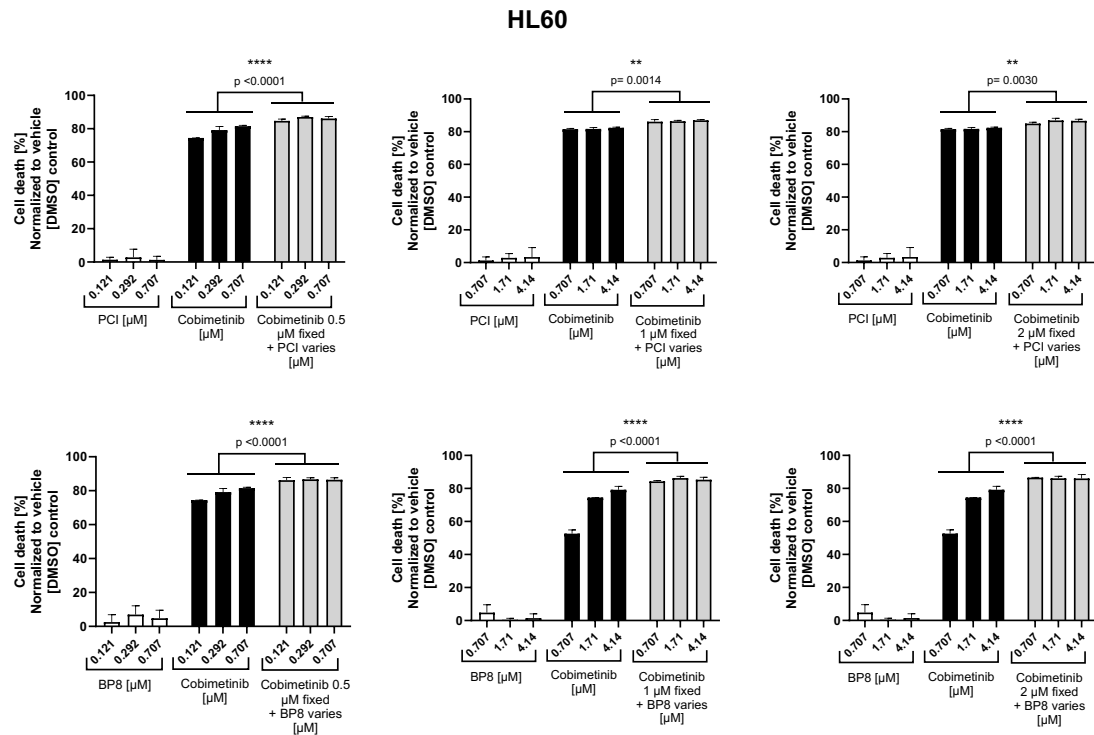 HL60
****
p <0.0001
Cell death [%]
Normalized to vehicle
[DMSO] control
100
80
60
40
20
0
0.121
0.292
0.707
0.121
0.292
0.707
0.121
0.292
0.707
PCI [µM]
Cobimetinib
[µM]
Cobimetinib 0.5
µM fixed
+ PCI varies
[µM]
**
p= 0.0014
Cell death [%]
Normalized to vehicle
[DMSO] control
100
80
60
40
20
0
0.707
1.71
4.14
0.707
1.71
4.14
0.707
1.71
4.14
PCI [µM]
Cobimetinib
[µM]
Cobimetinib
1 µM fixed
+ PCI varies
[µM]
**
p= 0.0030
Cell death [%]
Normalized to vehicle
[DMSO] control
100
80
60
40
20
0
0.707
1.71
4.14
0.707
1.71
4.14
0.707
1.71
4.14
PCI [µM]
Cobimetinib
[µM]
Cobimetinib
2 µM fixed
+ PCI varies
[µM]
****
p <0.0001
Cell death [%]
Normalized to vehicle
[DMSO] control
100
80
60
40
20
0
0.121
0.292
0.707
0.121
0.292
0.707
0.121
0.292
0.707
BP8 [µM]
Cobimetinib
[µM]
Cobimetinib 0.5
µM fixed
+ BP8 varies
[µM]
****
p <0.0001
Cell death [%]
Normalized to vehicle
[DMSO] control
100
80
60
40
20
0
0.707
1.71
4.14
0.707
1.71
4.14
0.707
1.71
4.14
BP8 [µM]
Cobimetinib
[µM]
Cobimetinib
1 µM fixed
+ BP8 varies
[µM]
****
p <0.0001
Cell death [%]
Normalized to vehicle
[DMSO] control
100
80
60
40
20
0
0.707
1.71
4.14
0.707
1.71
4.14
0.707
1.71
4.14
BP8 [µM]
Cobimetinib
[µM]
Cobimetinib
2 µM fixed
+ BP8 varies
[µM]